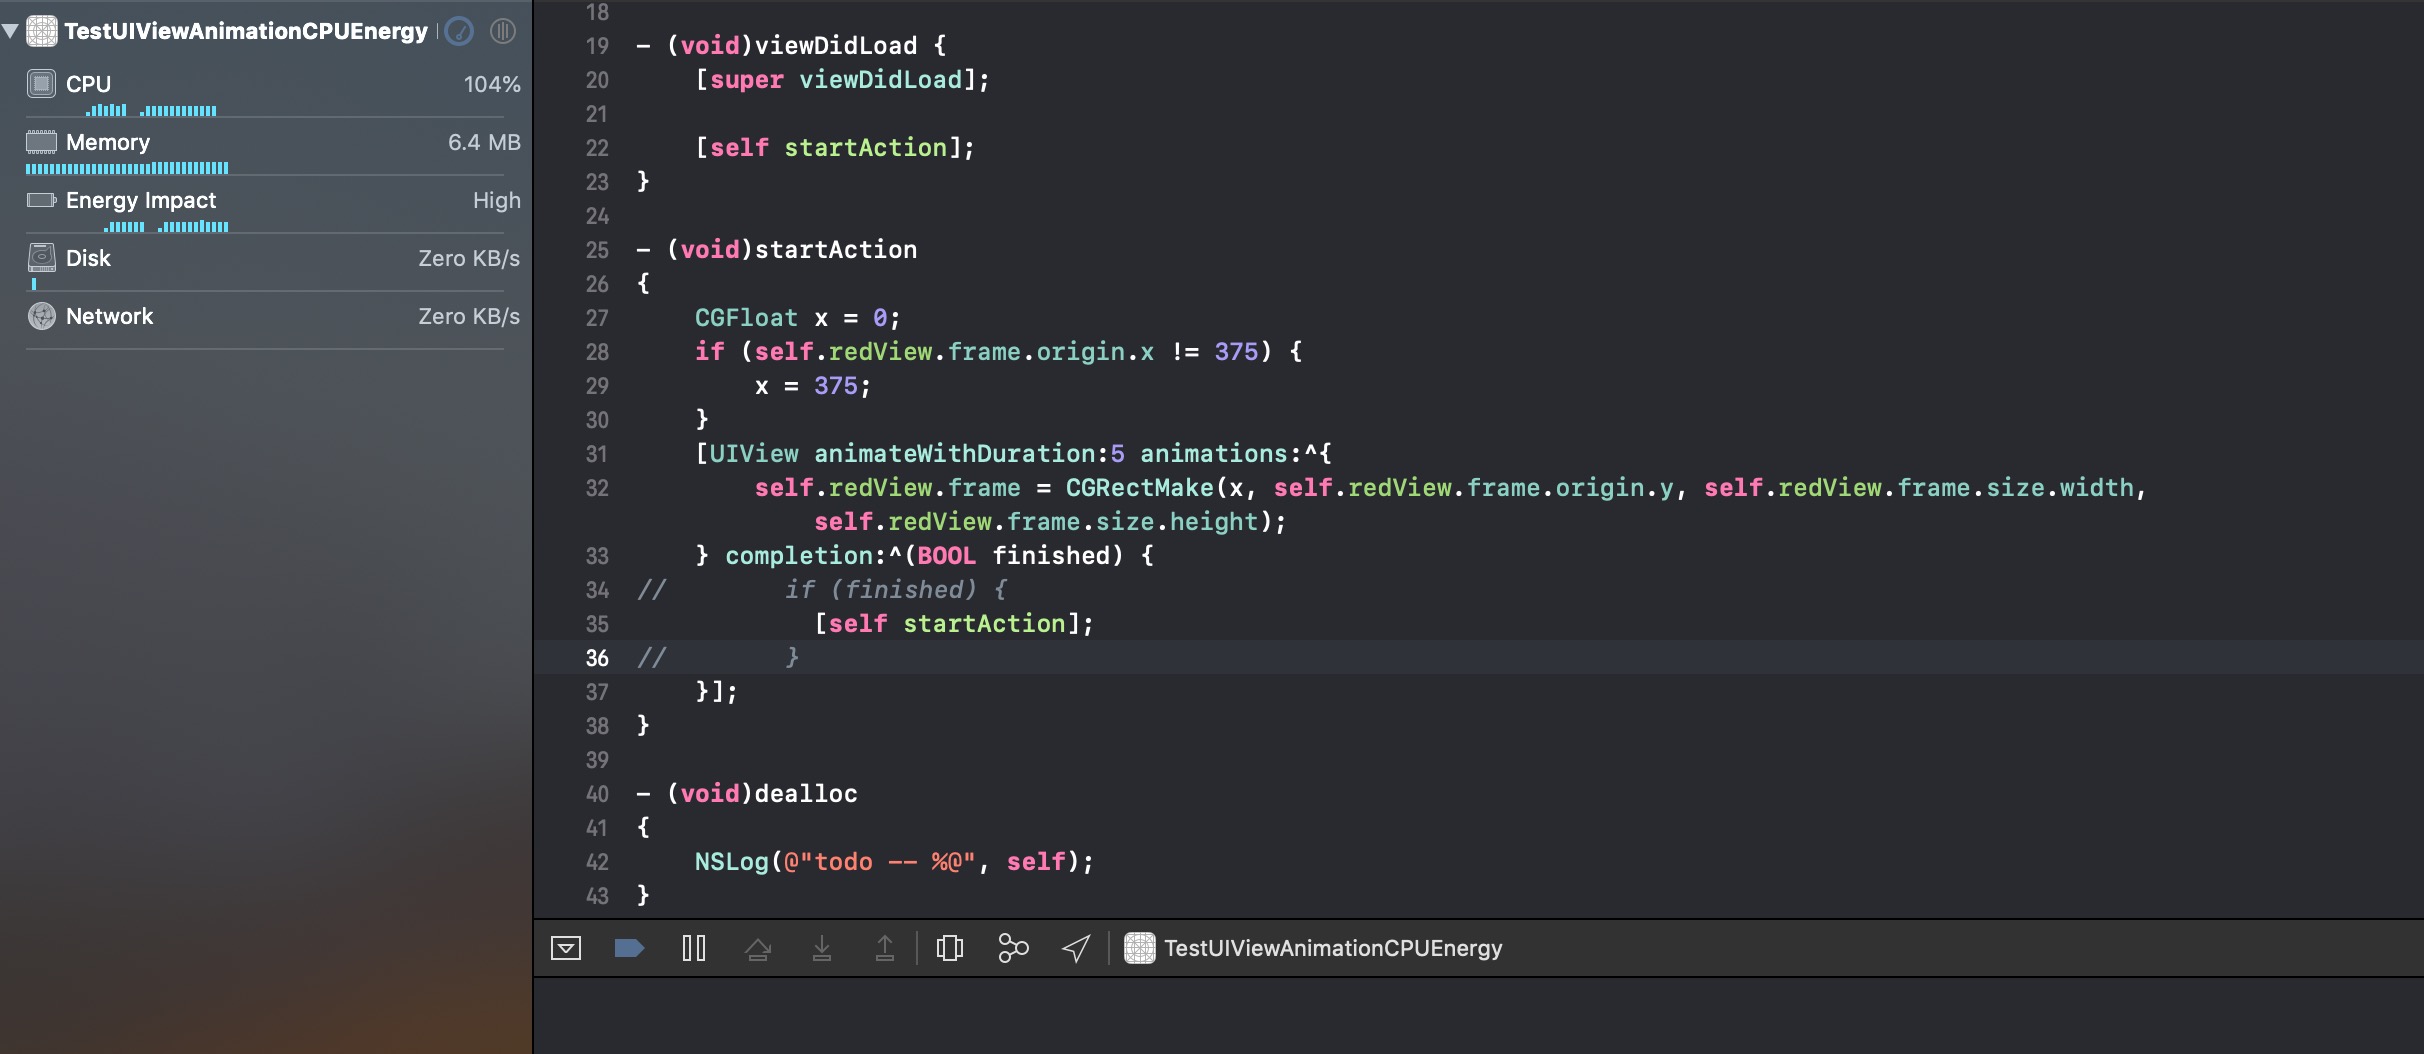 TestUIViewAnimationCPUEnergy
CPU 104%
Memory 6.4 MB
Energy Impact High
Disk Zero KB/s
Network Zero KB/s
18
19 - (void)viewDidLoad {
20     [super viewDidLoad];
21
22     [self startAction];
23 }
24
25 - (void)startAction
26 {
27     CGFloat x = 0;
28     if (self.redView.frame.origin.x != 375) {
29         x = 375;
30     }
31     [UIView animateWithDuration:5 animations:^{
32         self.redView.frame = CGRectMake(x, self.redView.frame.origin.y, self.redView.frame.size.width,
            self.redView.frame.size.height);
33     } completion:^(BOOL finished) {
34 //        if (finished) {
35             [self startAction];
36 //        }
37     }];
38 }
39
40 - (void)dealloc
41 {
42     NSLog(@"todo -- %@", self);
43 }
TestUIViewAnimationCPUEnergy